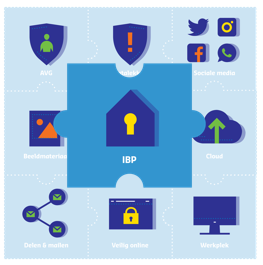 AVG
Sociale media
Beeldmateriaal
IBP
Cloud
Delen & mailen
Veilig online
Werkplek